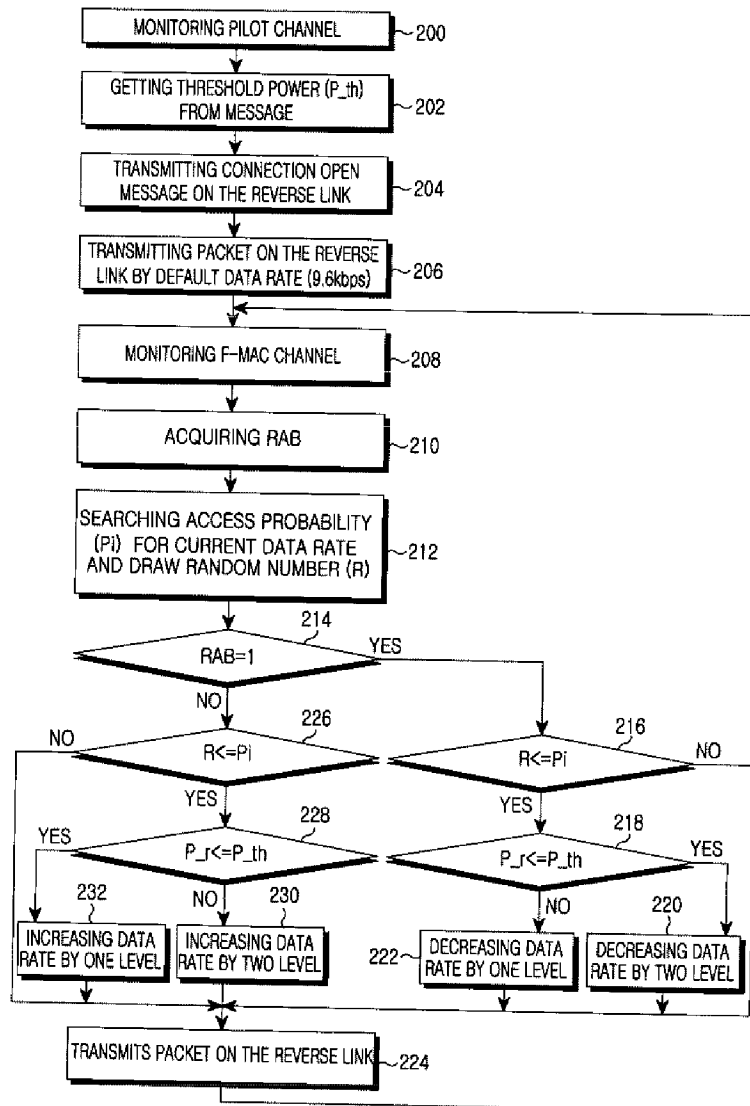 MONITORING PILOT CHANNEL
200
GETTING THRESHOLD POWER (P_th)
FROM MESSAGE
202
TRANSMITTING CONNECTION OPEN
MESSAGE ON THE REVERSE LINK
204
TRANSMITTING PACKET ON THE REVERSE
LINK BY DEFAULT DATA RATE (9.6kbps)
206
MONITORING F-MAC CHANNEL
208
ACQUIRING RAB
210
SEARCHING ACCESS PROBABILITY
(Pi) FOR CURRENT DATA RATE
AND DRAW RANDOM NUMBER (R)
212
214
RAB=1
YES
NO
226
216
NO
R<=Pi
R<=Pi
NO
YES
YES
228
218
YES
P_r<=P_th
P_r<=P_th
YES
232
NO
230
NO
220
INCREASING DATA
RATE BY ONE LEVEL
INCREASING DATA
RATE BY TWO LEVEL
222
DECREASING DATA
RATE BY ONE LEVEL
DECREASING DATA
RATE BY TWO LEVEL
TRANSMITS PACKET ON THE REVERSE LINK
224